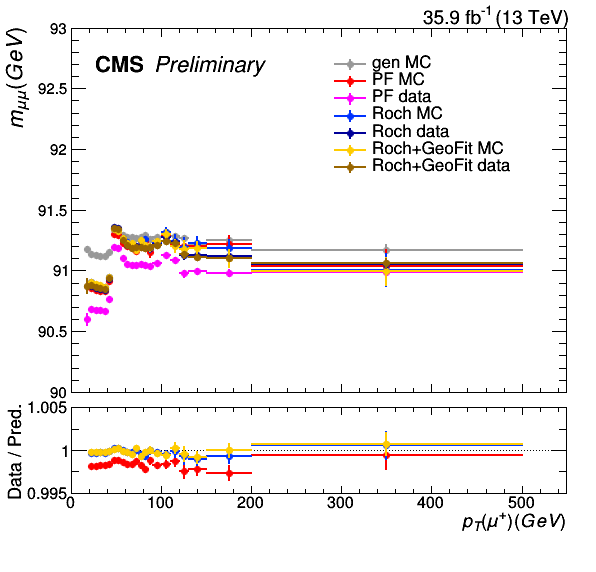 35.9 fb⁻¹ (13 TeV)
CMS Preliminary
gen MC
PF MC
PF data
Roch MC
Roch data
Roch+GeoFit MC
Roch+GeoFit data
m_μμ (GeV)
93
92.5
92
91.5
91
90.5
90
Data / Pred.
1.005
1
0.995
0 100 200 300 400 500
p_T(μ⁺)(GeV)